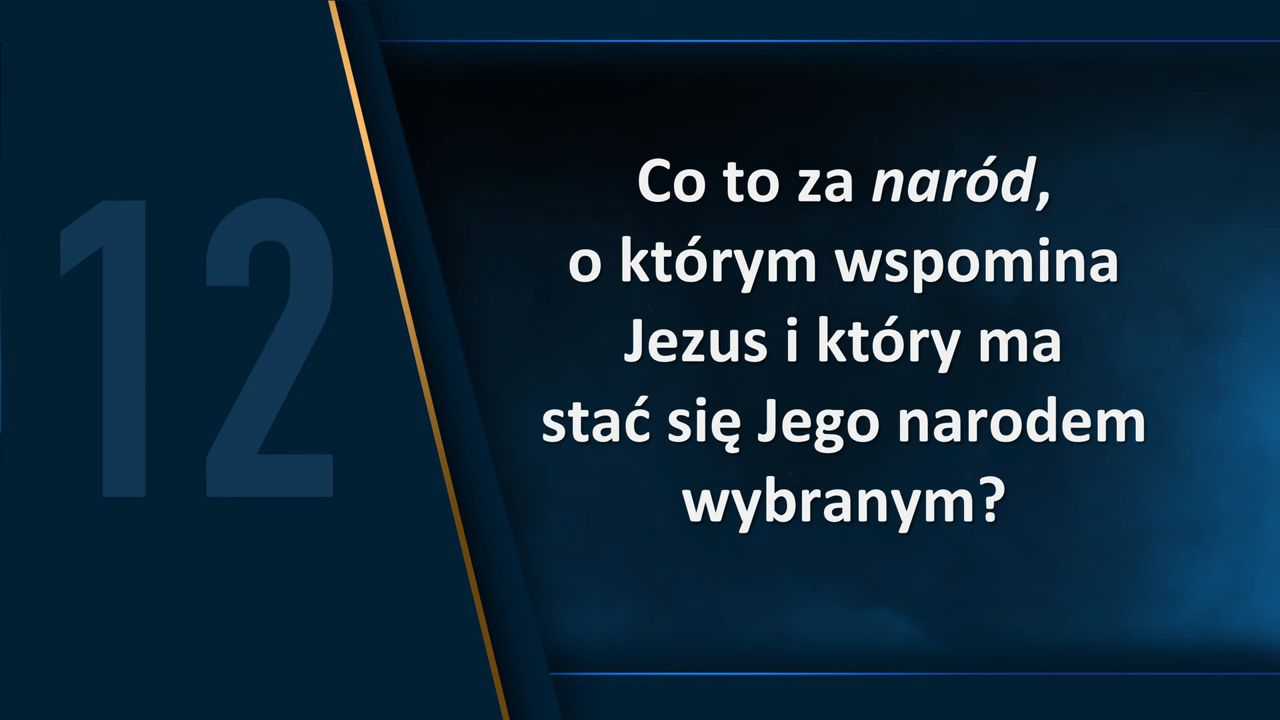 12
Co to za naród,
o którym wspomina
Jezus i który ma
stać się Jego narodem
wybranym?